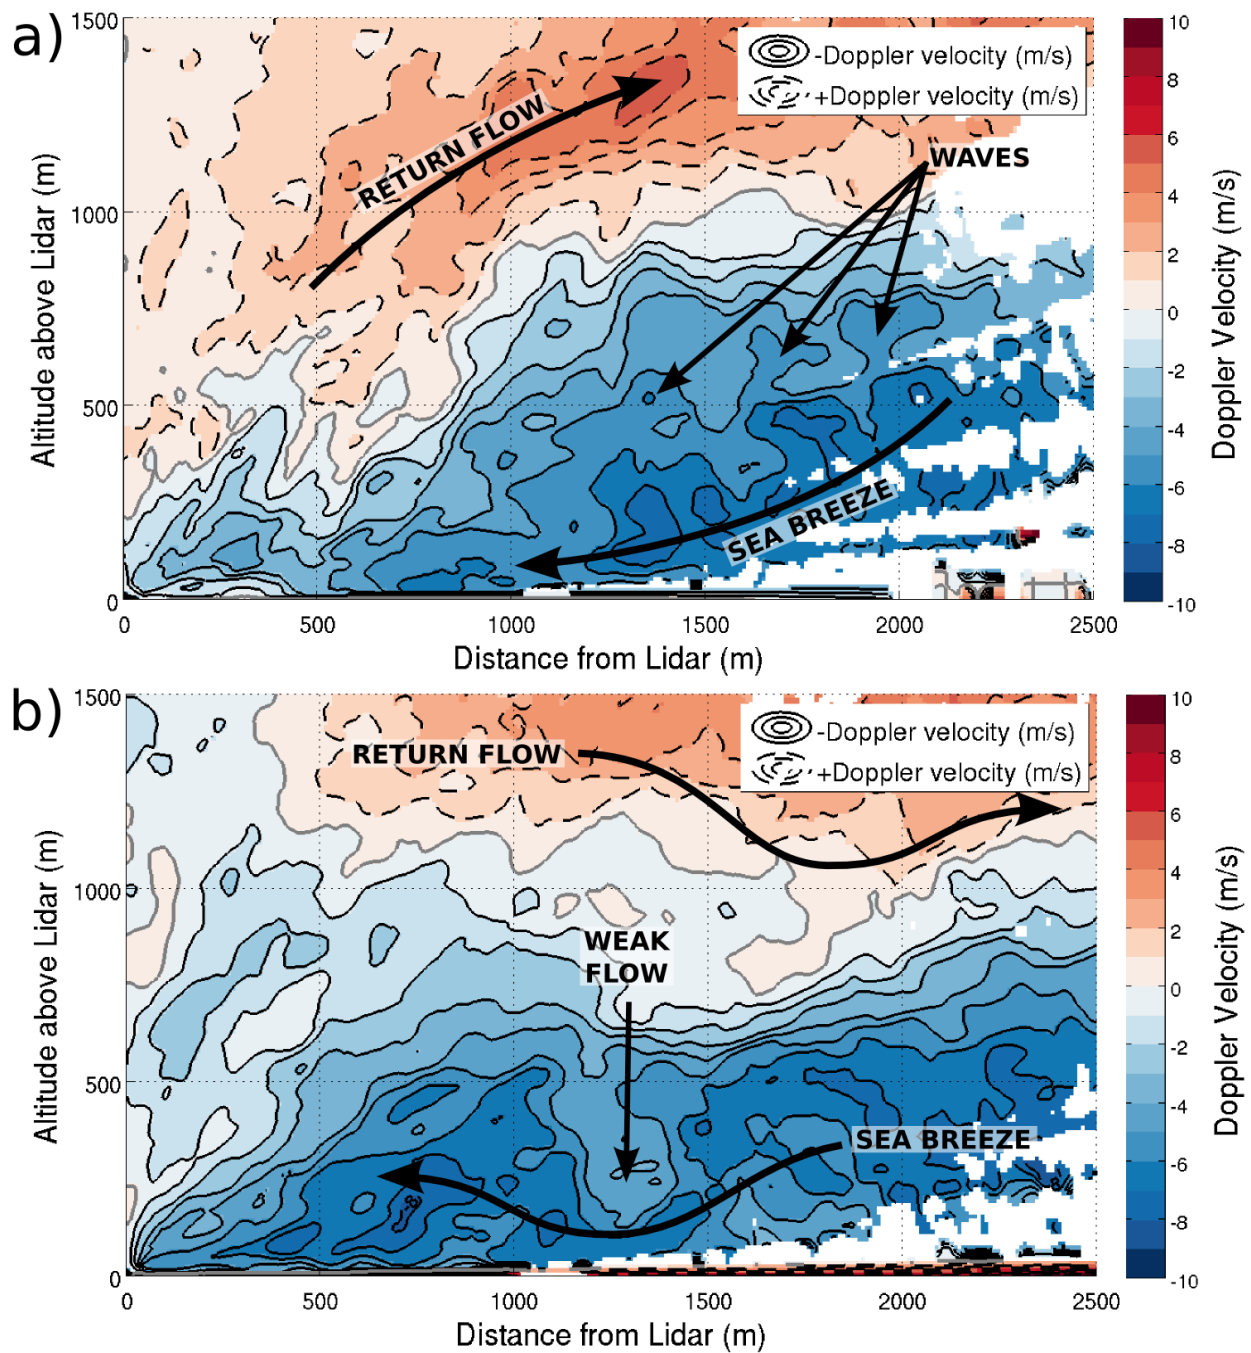 a)
1500
1000
500
0
Altitude above Lidar (m)
-Doppler velocity (m/s)
+Doppler velocity (m/s)
RETURN FLOW
WAVES
SEA BREEZE
0
500
1000
1500
2000
2500
Distance from Lidar (m)
10
8
6
4
2
0
-2
-4
-6
-8
-10
Doppler Velocity (m/s)
b)
1500
1000
500
0
Altitude above Lidar (m)
-Doppler velocity (m/s)
+Doppler velocity (m/s)
RETURN FLOW
WEAK
FLOW
SEA BREEZE
-8
0
500
1000
1500
2000
2500
Distance from Lidar (m)
10
8
6
4
2
0
-2
-4
-6
-8
-10
Doppler Velocity (m/s)